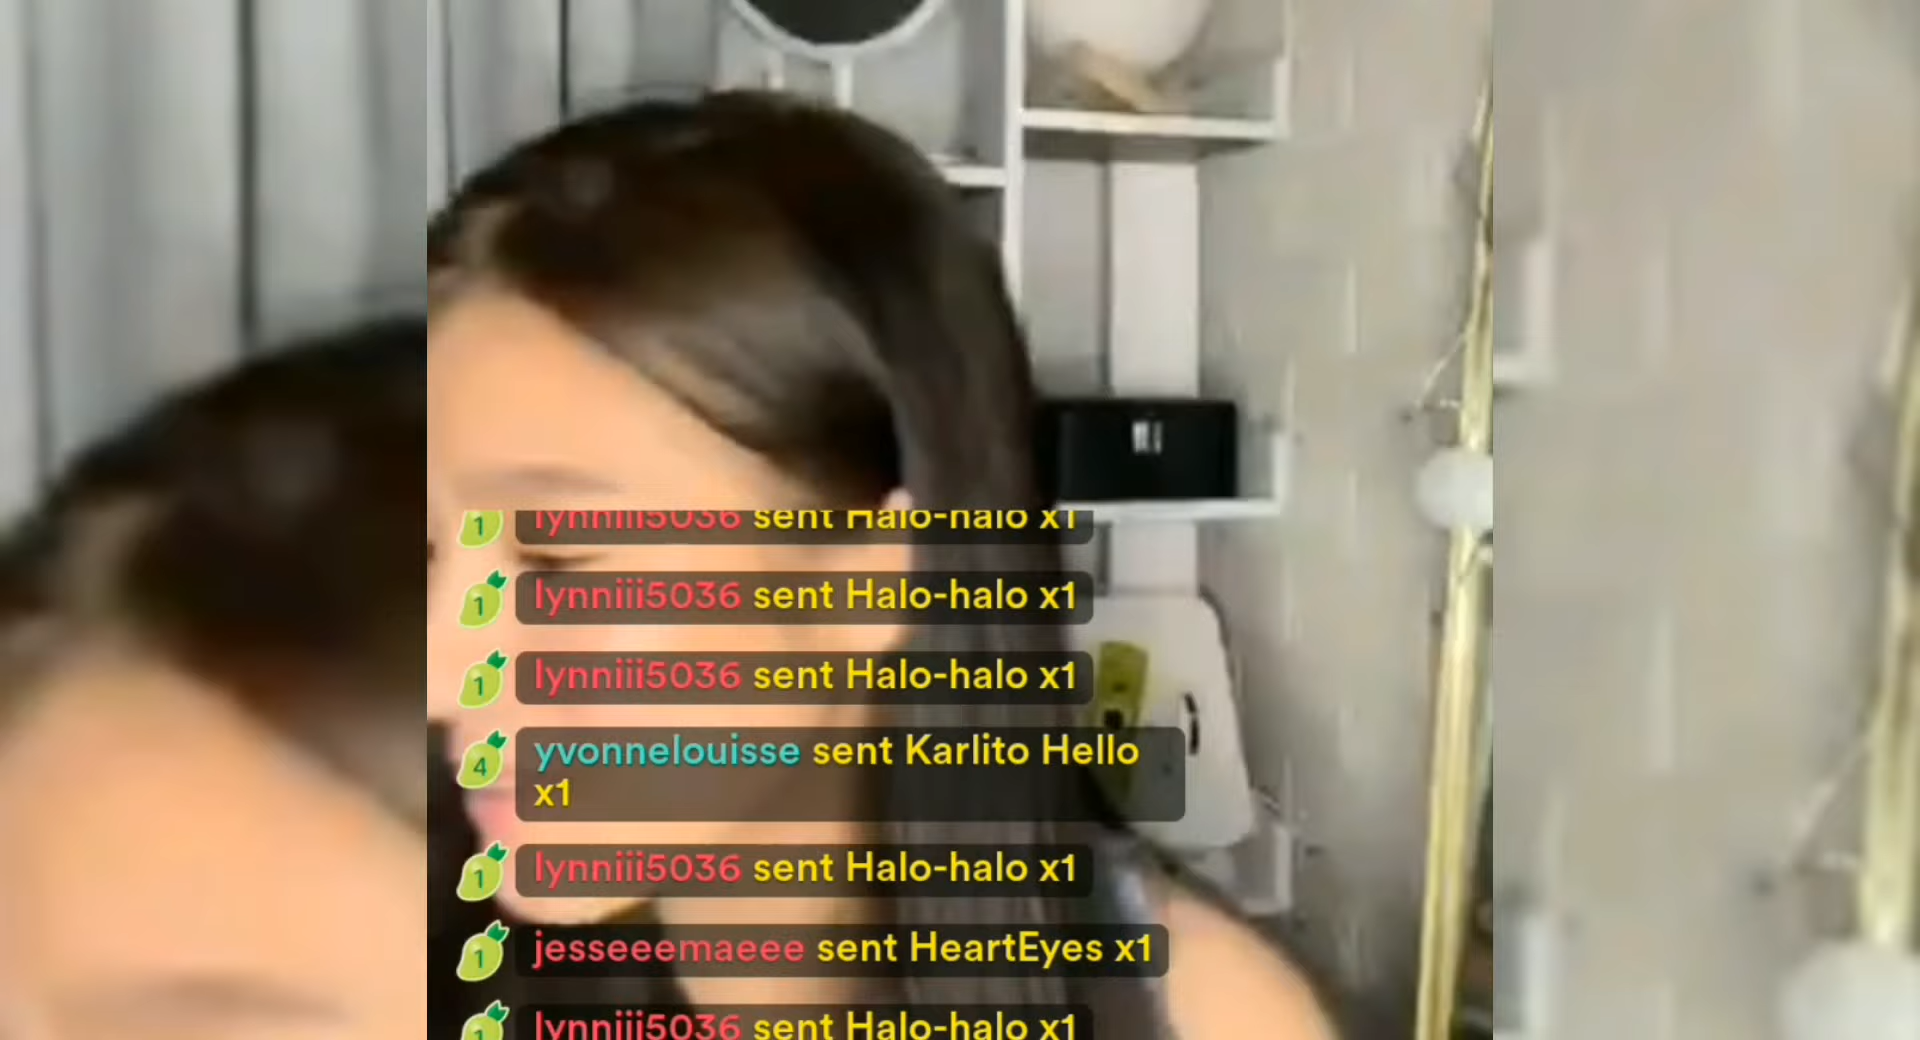 1 lynniii5036 sent Halo-halo x1
1 lynniii5036 sent Halo-halo x1
1 lynniii5036 sent Halo-halo x1
4 yvonnelouisse sent Karlito Hello
x1
1 lynniii5036 sent Halo-halo x1
1 jesseeemaeee sent HeartEyes x1
1 lynniii5036 sent Halo-halo x1